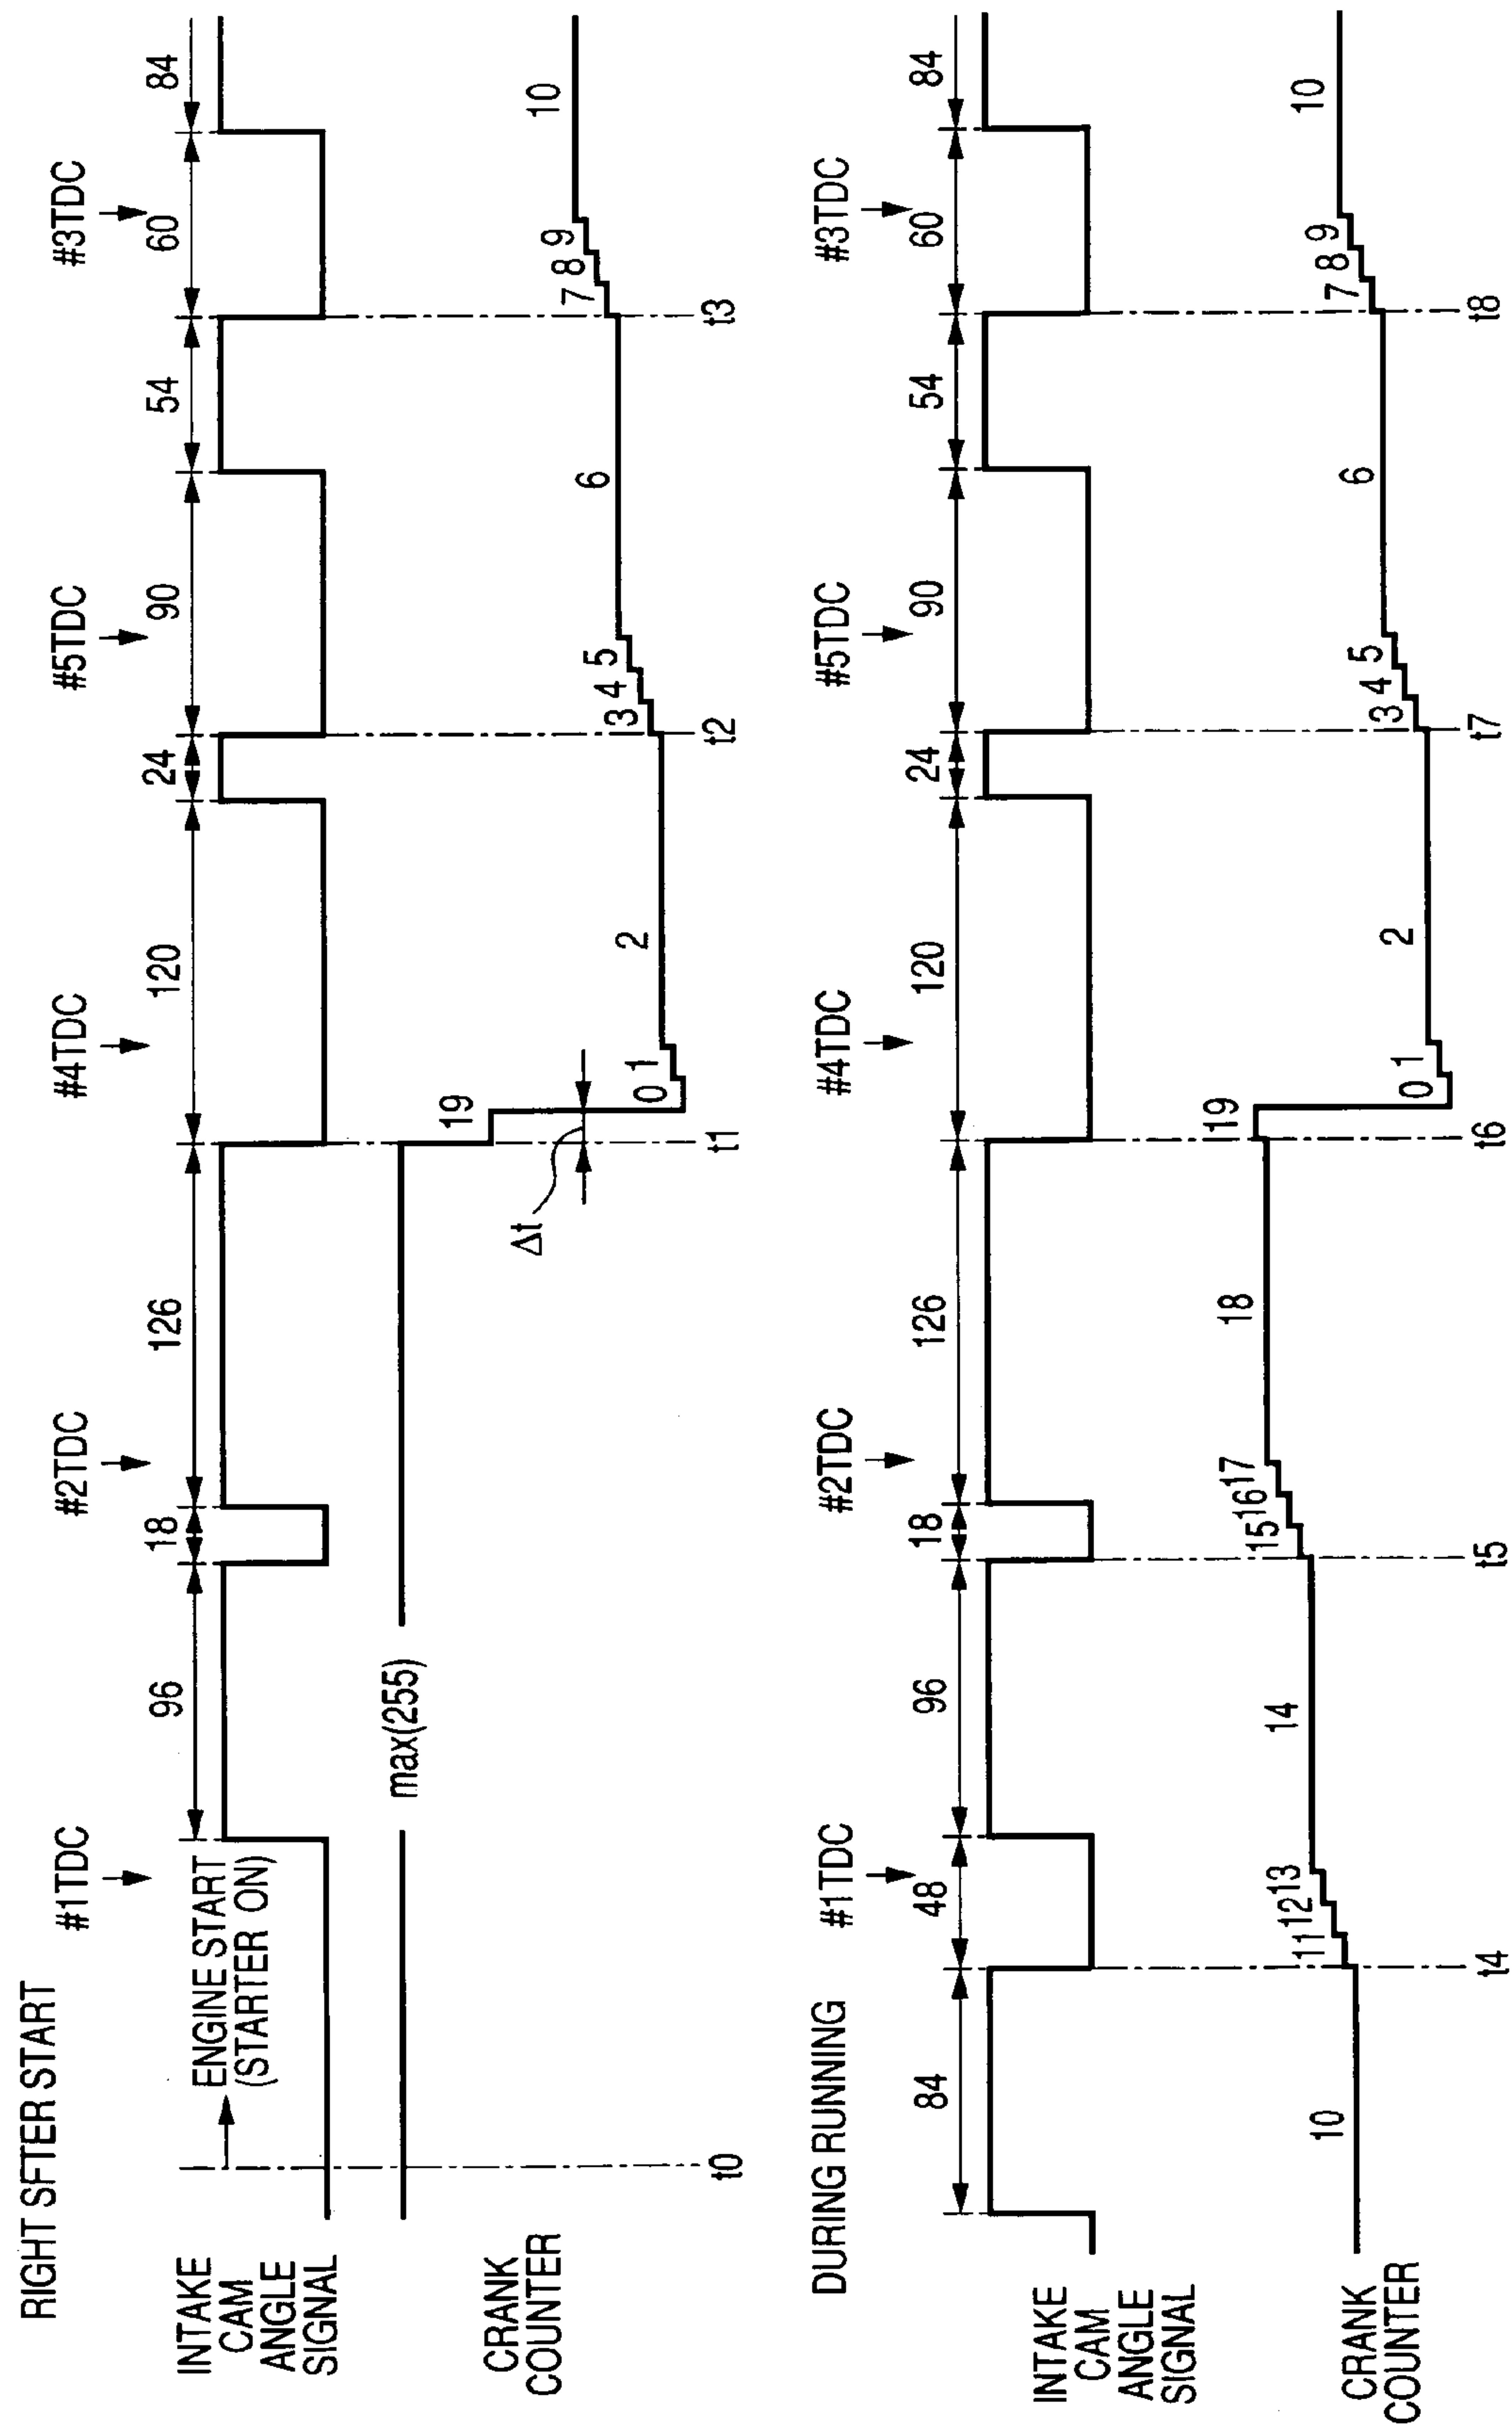 RIGHT SFTER START
#1TDC
#2TDC
#4TDC
#5TDC
#3TDC
ENGINE START
(STARTER ON)
96
18
126
120
24
90
54
60
84
INTAKE
CAM
ANGLE
SIGNAL
max(255)
19
0
1
2
3
4
5
6
7
8
9
10
Δt
CRANK
COUNTER
t0
t1
t2
t3
DURING RUNNING
#1TDC
#2TDC
#4TDC
#5TDC
#3TDC
84
48
96
18
126
120
24
90
54
60
84
INTAKE
CAM
ANGLE
SIGNAL
10
11
12
13
14
15
16
17
18
19
0
1
2
3
4
5
6
7
8
9
10
CRANK
COUNTER
t4
t5
t6
t7
t8